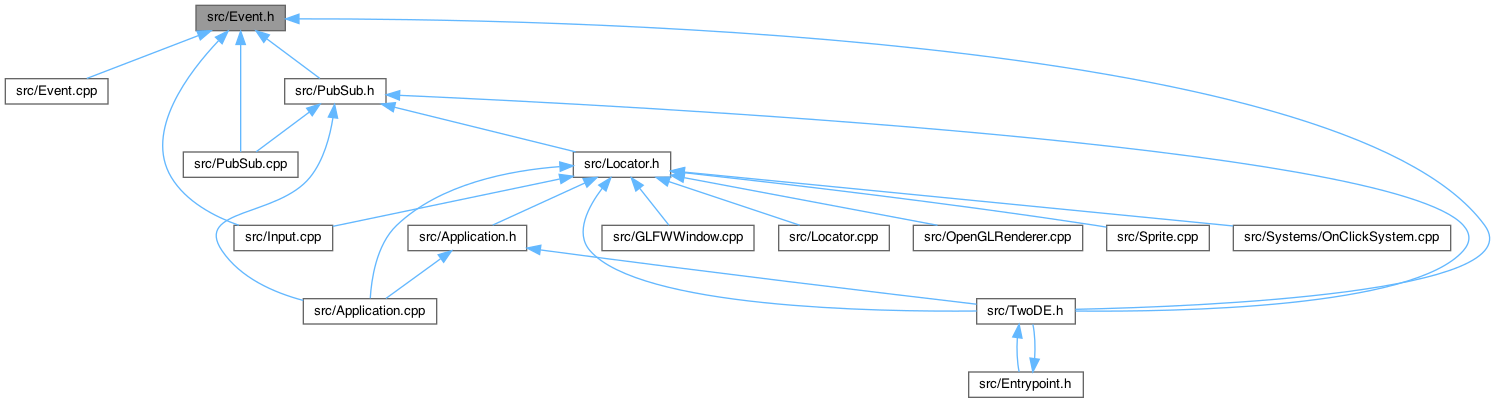 src/Event.h
src/Event.cpp
src/PubSub.h
src/PubSub.cpp
src/Locator.h
src/Input.cpp
src/Application.h
src/GLFWWindow.cpp
src/Locator.cpp
src/OpenGLRenderer.cpp
src/Sprite.cpp
src/Systems/OnClickSystem.cpp
src/Application.cpp
src/TwoDE.h
src/Entrypoint.h